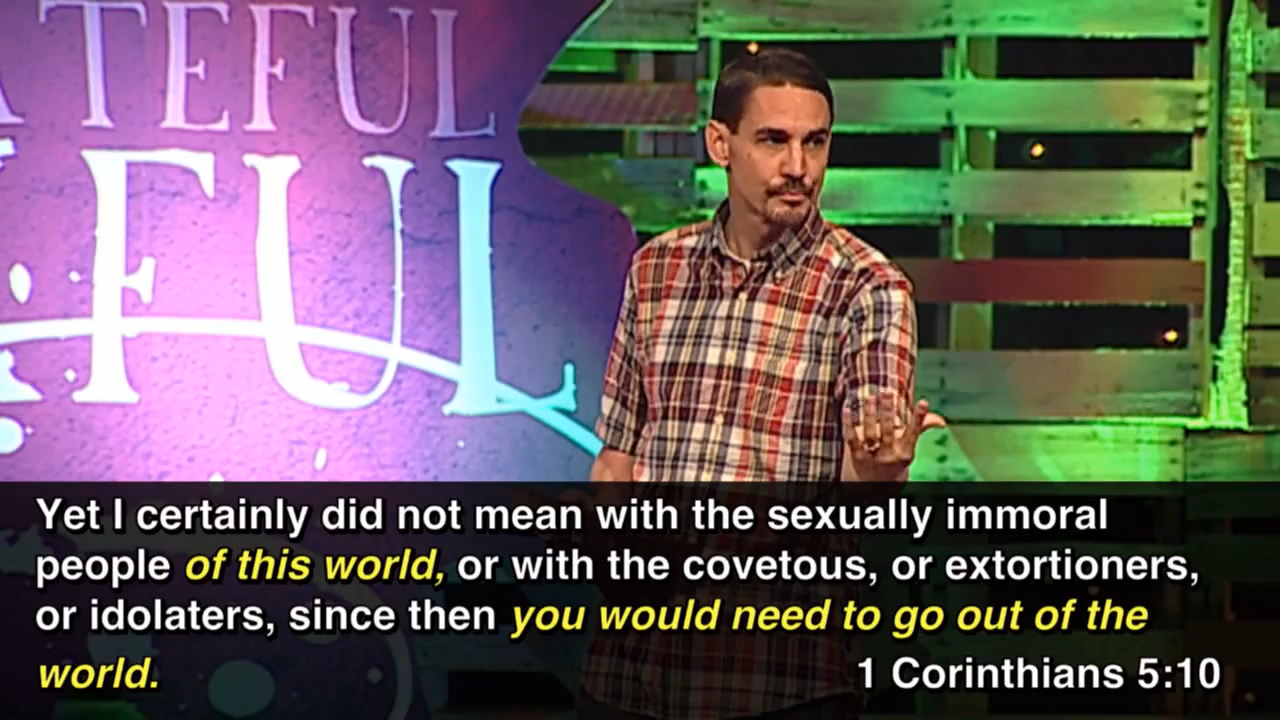 ATEFUL
FUL
Yet I certainly did not mean with the sexually immoral
people of this world, or with the covetous, or extortioners,
or idolaters, since then you would need to go out of the
world.
1 Corinthians 5:10